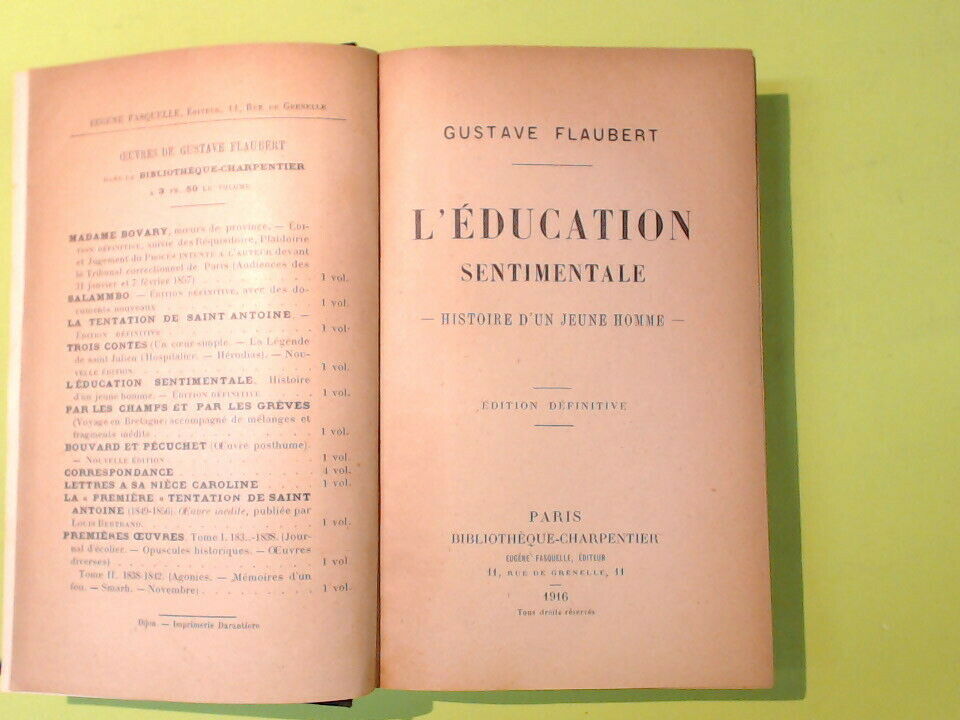 EUGÈNE FASQUELLE, ÉDITEUR, 11, RUE DE GRENELLE
ŒUVRES DE GUSTAVE FLAUBERT
DANS LA BIBLIOTHÈQUE-CHARPENTIER
A 3 FR. 50 LE VOLUME
MADAME BOVARY, mœurs de province. — ÉDI-
TION DÉFINITIVE, suivie des Réquisitoire, Plaidoirie
et Jugement du PROCÈS INTENTÉ A L'AUTEUR devant
le Tribunal correctionnel de Paris (Audiences des
31 janvier et 7 février 1857) . . . . . . . . . 1 vol.
SALAMMBO — ÉDITION DÉFINITIVE, avec des do-
cuments nouveaux . . . . . . . . . . 1 vol.
LA TENTATION DE SAINT ANTOINE. —
ÉDITION DÉFINITIVE . . . . . . . . . . 1 vol.
TROIS CONTES (Un cœur simple. — La Légende
de saint Julien l'Hospitalier. — Hérodias). — NOU-
VELLE ÉDITION . . . . . . . . . . 1 vol.
L'ÉDUCATION SENTIMENTALE. Histoire
d'un jeune homme. — ÉDITION DÉFINITIVE . . . . 1 vol.
PAR LES CHAMPS ET PAR LES GRÈVES
(Voyage en Bretagne) accompagné de mélanges et
fragments inédits . . . . . . . . . . 1 vol.
BOUVARD ET PÉCUCHET (Œuvre posthume).
— NOUVELLE ÉDITION . . . . . . . . . 1 vol.
CORRESPONDANCE . . . . . . . . . 4 vol.
LETTRES A SA NIÈCE CAROLINE . . . . 1 vol.
LA « PREMIÈRE » TENTATION DE SAINT
ANTOINE (1849-1856). Œuvre inédite, publiée par
LOUIS BERTRAND. . . . . . . . . . 1 vol.
PREMIÈRES ŒUVRES. Tome I. 183..-1838. (Jour-
nal d'écolier. — Opuscules historiques. — Œuvres
diverses) . . . . . . . . . . 1 vol
Tome II. 1838-1842. (Agonies. — Mémoires d'un
fou. — Smarh. — Novembre) . . . . . . . 1 vol.
Dijon. — Imprimerie Darantiere
GUSTAVE FLAUBERT
L'ÉDUCATION
SENTIMENTALE
— HISTOIRE D'UN JEUNE HOMME —
ÉDITION DÉFINITIVE
PARIS
BIBLIOTHÈQUE-CHARPENTIER
EUGÈNE FASQUELLE, ÉDITEUR
11, RUE DE GRENELLE, 11
1916
Tous droits réservés